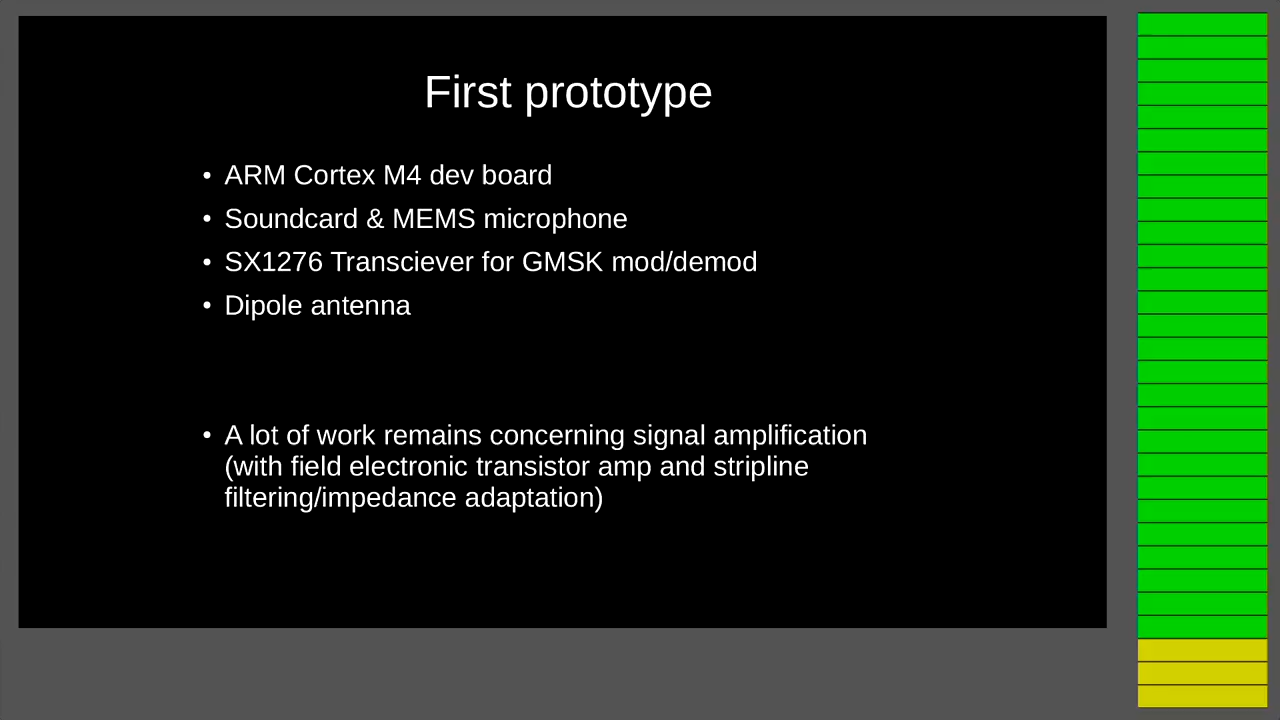 First prototype
• ARM Cortex M4 dev board
• Soundcard & MEMS microphone
• SX1276 Transciever for GMSK mod/demod
• Dipole antenna
• A lot of work remains concerning signal amplification
(with field electronic transistor amp and stripline
filtering/impedance adaptation)